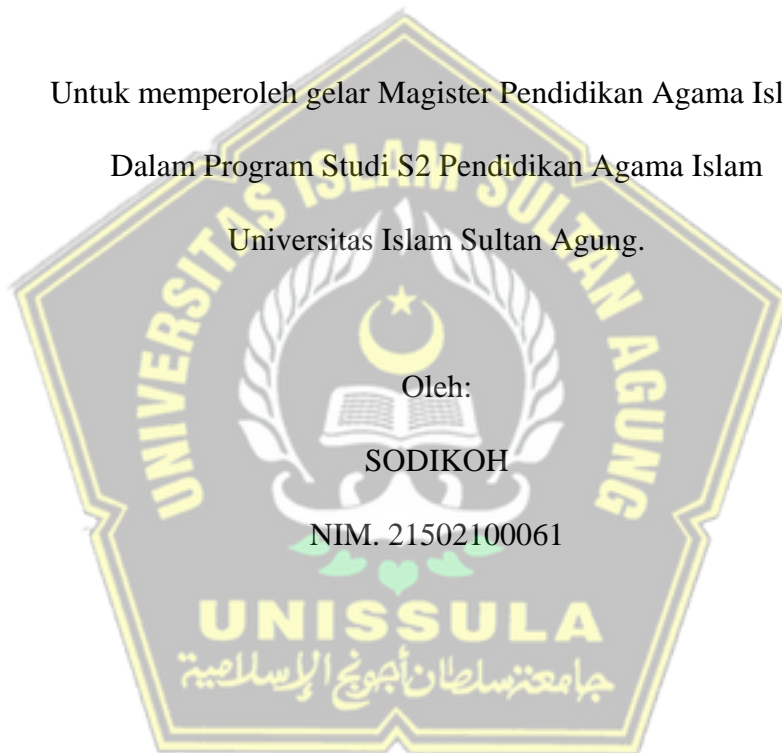 Untuk memperoleh gelar Magister Pendidikan Agama Isl
Dalam Program Studi S2 Pendidikan Agama Islam
Universitas Islam Sultan Agung.
UNIVERSITAS ISLAM SULTAN AGUNG
Oleh:
SODIKOH
NIM. 21502100061
UNISSULA
جامعة سلطان أجونج الإسلامية